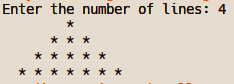 Enter the number of lines: 4
*
* * *
* * * * *
* * * * * * *